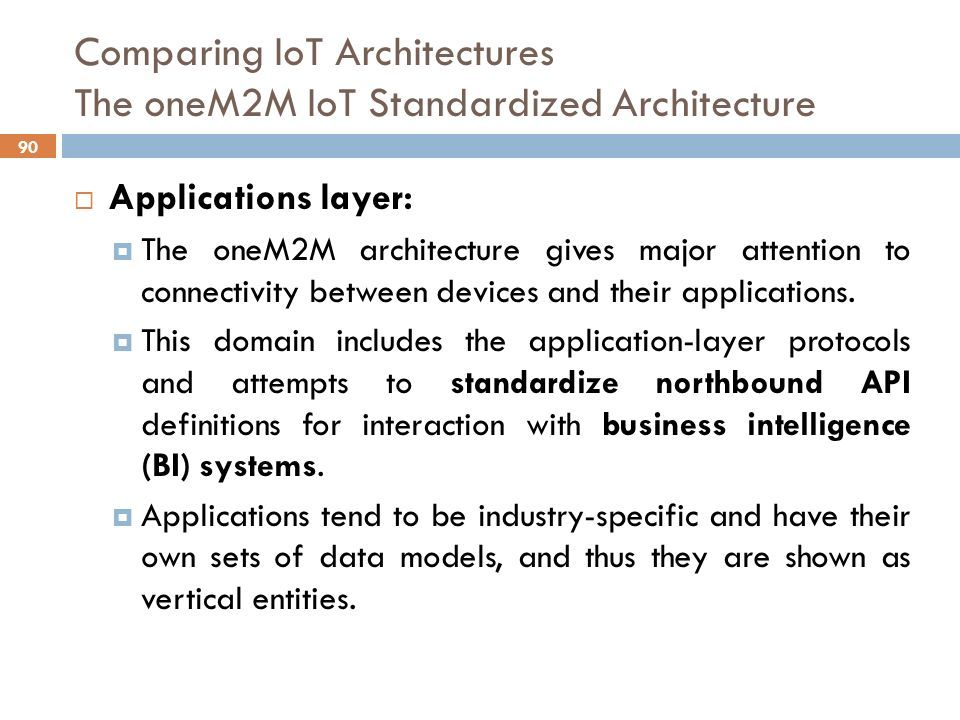 Comparing IoT Architectures
The oneM2M IoT Standardized Architecture
90
Applications layer:
The oneM2M architecture gives major attention to
connectivity between devices and their applications.
This domain includes the application-layer protocols
and attempts to standardize northbound API
definitions for interaction with business intelligence
(BI) systems.
Applications tend to be industry-specific and have their
own sets of data models, and thus they are shown as
vertical entities.